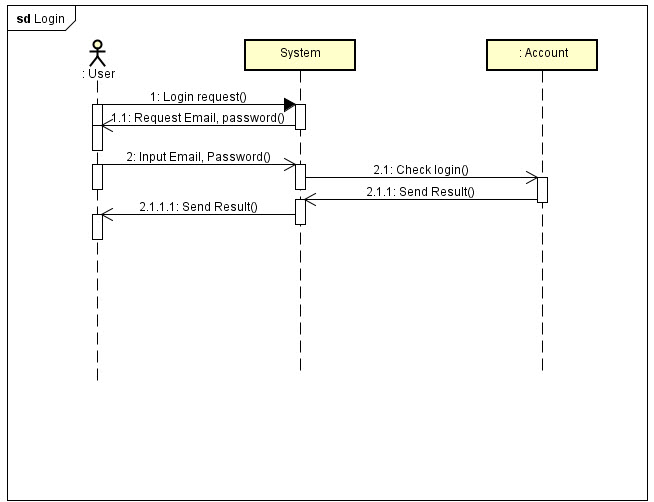 sd Login
: User
System
: Account
1: Login request()
1.1: Request Email, password()
2: Input Email, Password()
2.1: Check login()
2.1.1: Send Result()
2.1.1.1: Send Result()